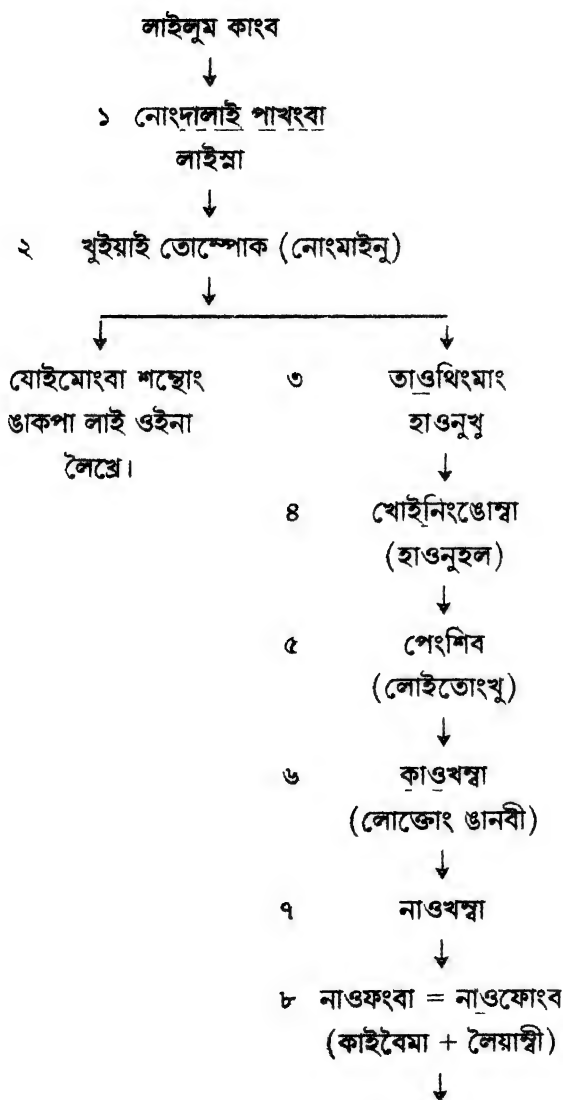 লাইলুম কাংব
↓
১ নোংদালাই পাখংবা
লাইস্না
↓
২ খুইয়াই তোম্পোক (নোংমাইনু)
↓
↓ ↓
যোইমোংবা শম্থোং
ঙাকপা লাই ওইনা
লৈখ্রে।
৩ তাওথিংমাং
হাওনুখু
↓
৪ খোইনিংঙোম্বা
(হাওনুহল)
↓
৫ পেংশিব
(লোইতোংখু)
↓
৬ কাওখম্বা
(লোক্তোং ঙানবী)
↓
৭ নাওখম্বা
↓
৮ নাওফংবা = নাওফোংব
(কাইবৈমা + লৈয়াম্বী)
↓